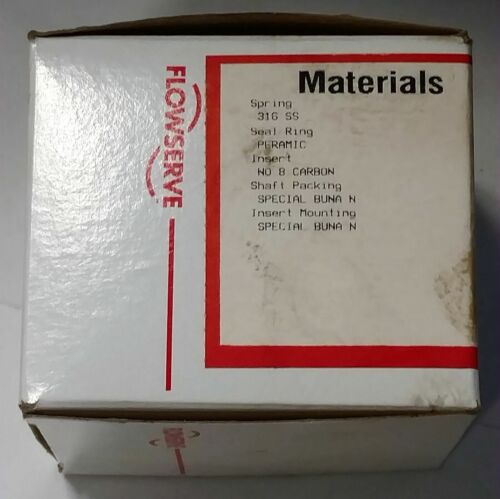 FLOWSERVE
Materials
Spring
316 SS
Seal Ring
PERAMIC
Insert
NO 8 CARBON
Shaft Packing
SPECIAL BUNA N
Insert Mounting
SPECIAL BUNA N